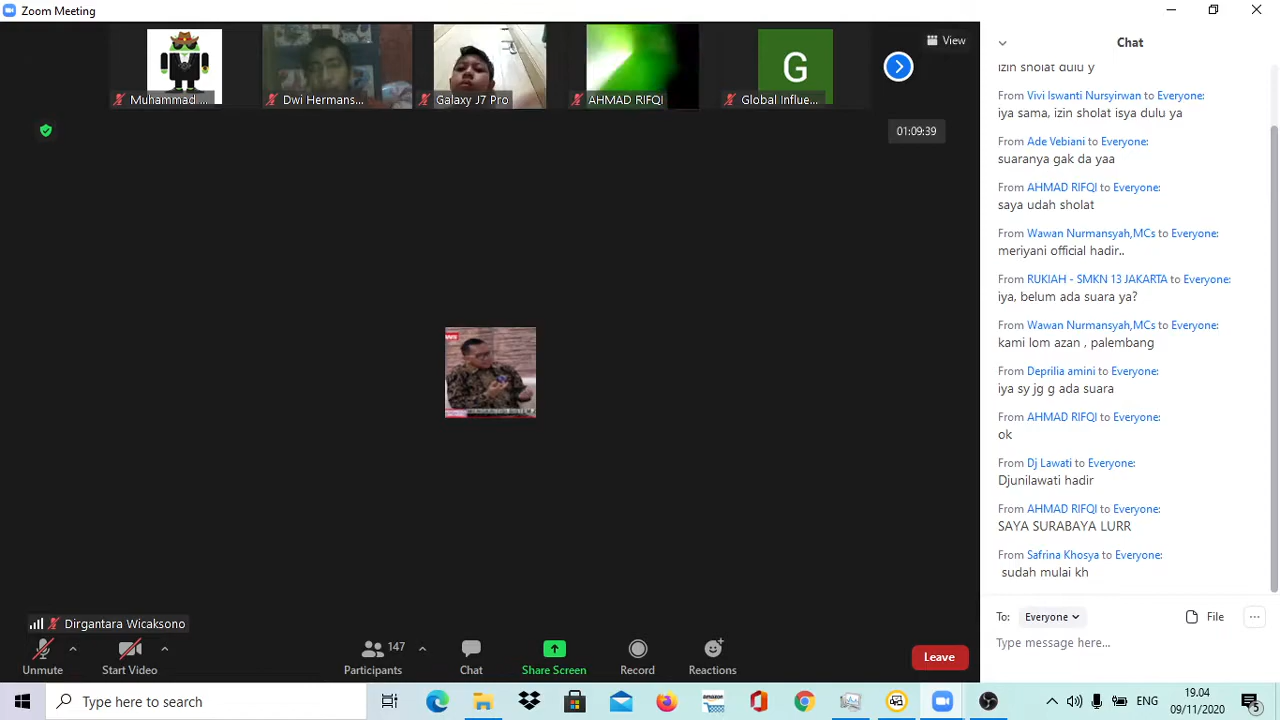 Zoom Meeting
View
Muhammad ...
Dwi Hermans...
Galaxy J7 Pro
AHMAD RIFQI
G
Global Influe...
01:09:39
Dirgantara Wicaksono
Unmute
Start Video
147
Participants
Chat
Share Screen
Record
Reactions
Leave
Chat
izin sholat dulu y
From Vivi Iswanti Nursyirwan to Everyone:
iya sama, izin sholat isya dulu ya
From Ade Vebiani to Everyone:
suaranya gak da yaa
From AHMAD RIFQI to Everyone:
saya udah sholat
From Wawan Nurmansyah,MCs to Everyone:
meriyani official hadir..
From RUKIAH - SMKN 13 JAKARTA to Everyone:
iya, belum ada suara ya?
From Wawan Nurmansyah,MCs to Everyone:
kami lom azan , palembang
From Deprilia amini to Everyone:
iya sy jg g ada suara
From AHMAD RIFQI to Everyone:
ok
From Dj Lawati to Everyone:
Djunilawati hadir
From AHMAD RIFQI to Everyone:
SAYA SURABAYA LURR
From Safrina Khosya to Everyone:
sudah mulai kh
To: Everyone
File
Type message here...
Type here to search
amazon
ENG
19.04
09/11/2020
5